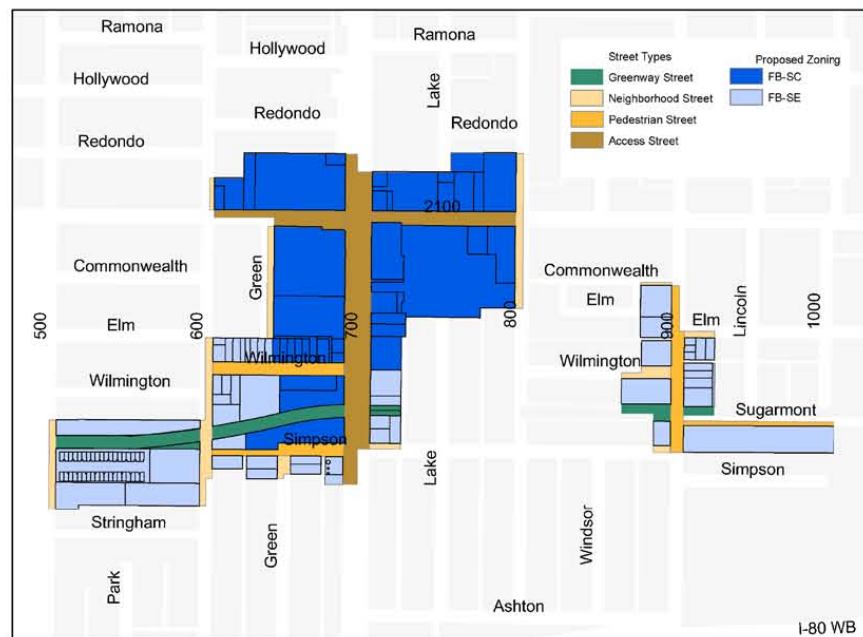 Ramona
Ramona
Hollywood
Hollywood
Lake
Redondo
Redondo
Redondo
Street Types
Greenway Street
Neighborhood Street
Pedestrian Street
Access Street
Proposed Zoning
FB-SC
FB-SE
2100
Commonwealth
Green
Commonwealth
Elm
Elm
Elm
Lincoln
500
600
700
800
900
1000
Wilmington
Wilmington
Wilmington
Sugarmont
Simpson
Simpson
Lake
Stringham
Green
Windsor
Park
Ashton
I-80 WB